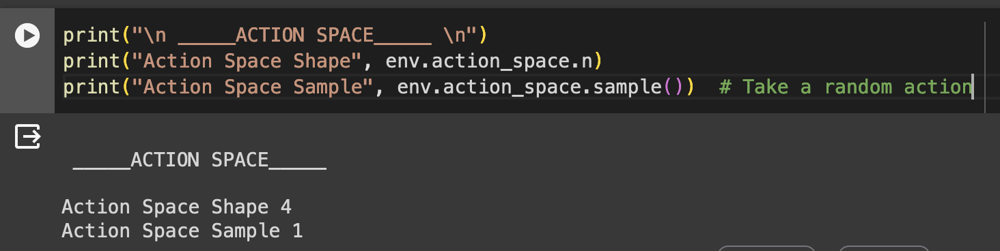 print("\n _____ACTION SPACE_____ \n")
print("Action Space Shape", env.action_space.n)
print("Action Space Sample", env.action_space.sample())  # Take a random action
_____ACTION SPACE_____
Action Space Shape 4
Action Space Sample 1